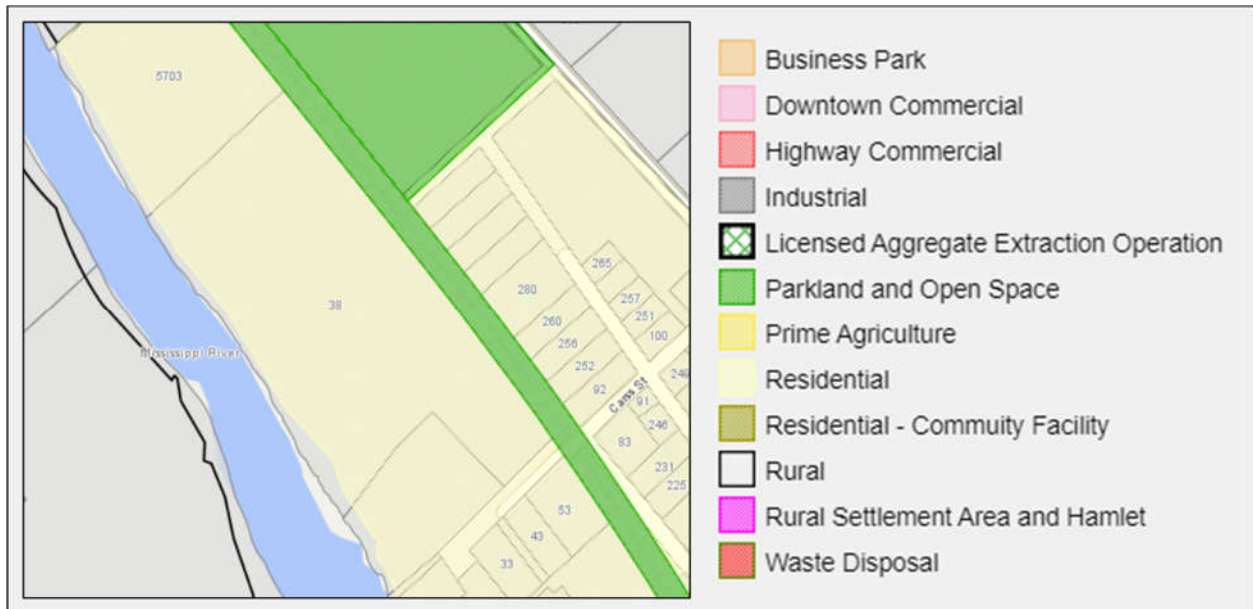 5703
38
Mississippi River
280
260
256
252
92
265
257
251
100
249
Caiss St
91
246
83
231
225
53
43
33
Business Park
Downtown Commercial
Highway Commercial
Industrial
Licensed Aggregate Extraction Operation
Parkland and Open Space
Prime Agriculture
Residential
Residential - Commuity Facility
Rural
Rural Settlement Area and Hamlet
Waste Disposal